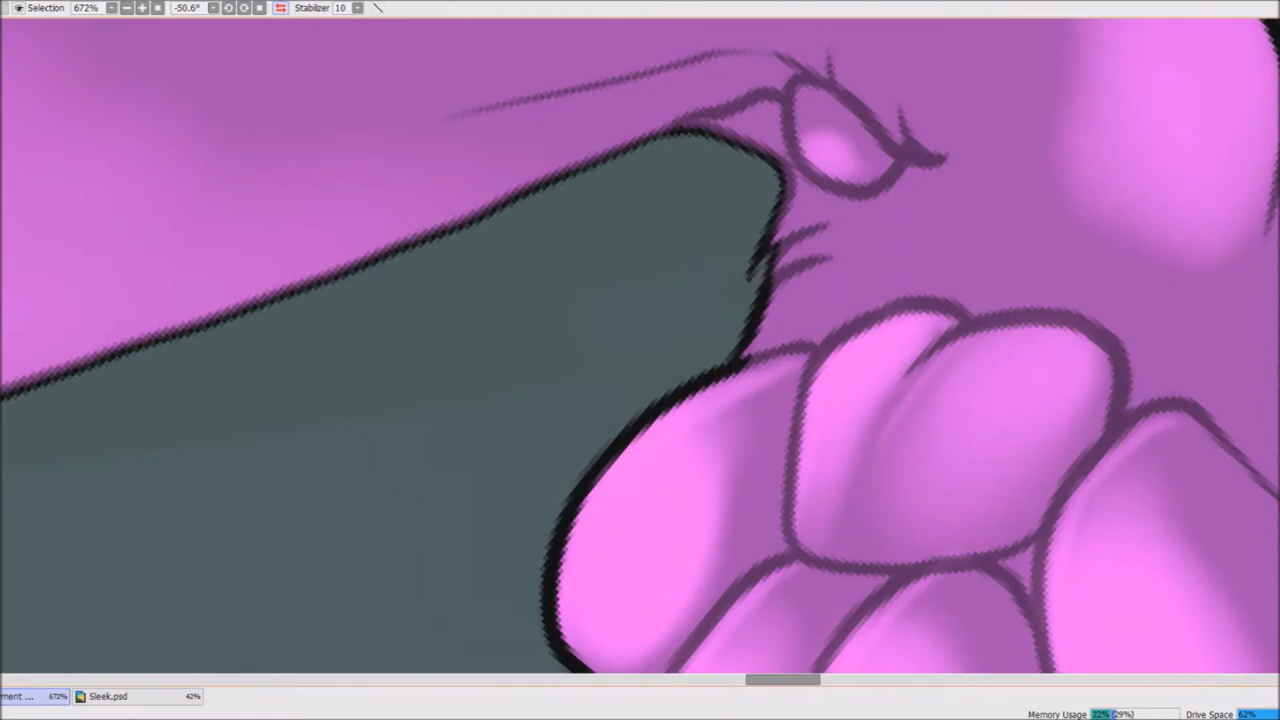 Selection 672% -50.6° Stabilizer 10
ment ... 672% Sleek.psd 42%
Memory Usage 22% (29%) Drive Space 62%